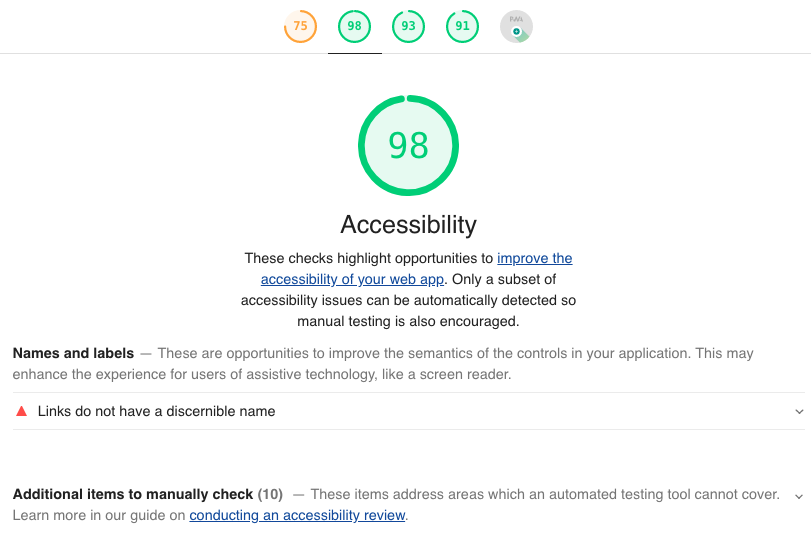 75 98 93 91 PWA
98
Accessibility
These checks highlight opportunities to improve the
accessibility of your web app. Only a subset of
accessibility issues can be automatically detected so
manual testing is also encouraged.
Names and labels — These are opportunities to improve the semantics of the controls in your application. This may
enhance the experience for users of assistive technology, like a screen reader.
Links do not have a discernible name
Additional items to manually check (10) — These items address areas which an automated testing tool cannot cover.
Learn more in our guide on conducting an accessibility review.